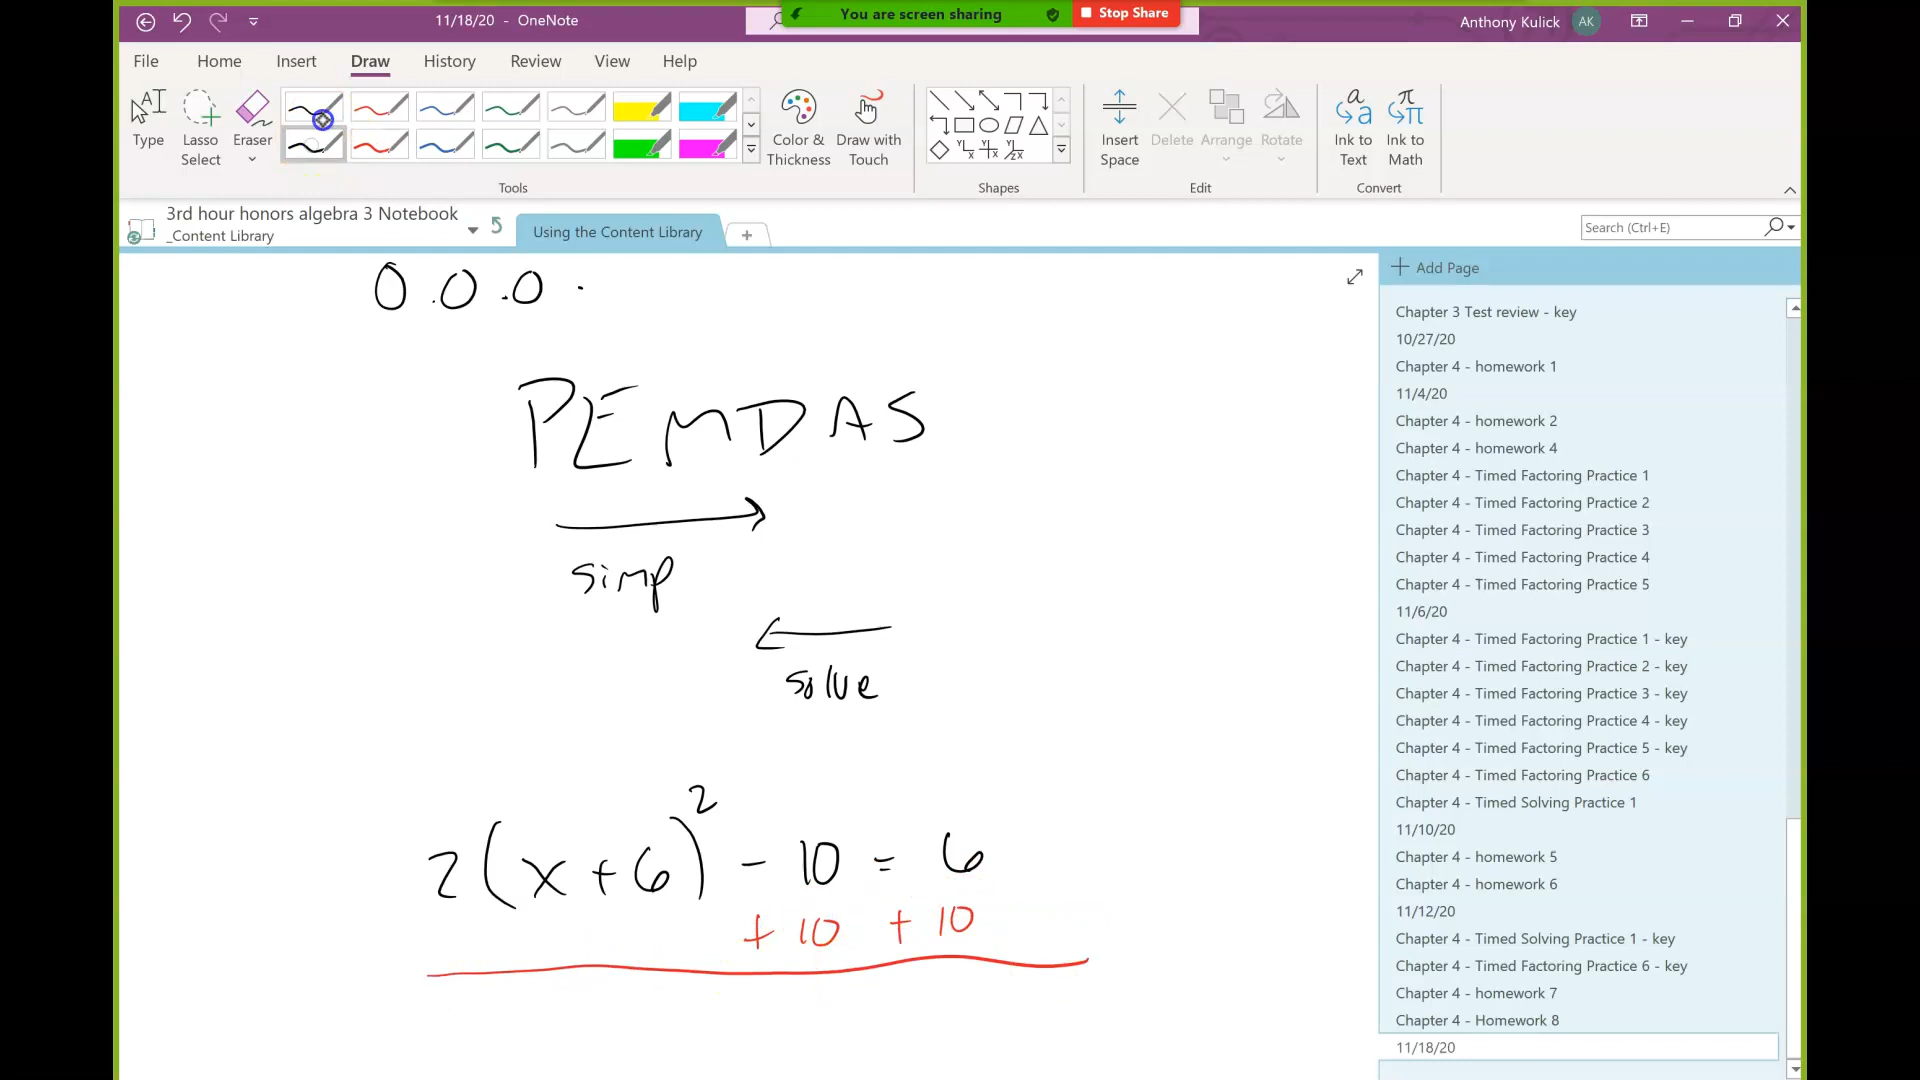 11/18/20 - OneNote
You are screen sharing
Stop Share
Anthony Kulick
AK
File
Home
Insert
Draw
History
Review
View
Help
Type
Lasso
Select
Eraser
Color &
Thickness
Draw with
Touch
Insert
Space
Delete
Arrange
Rotate
Ink to
Text
Ink to
Math
Tools
Shapes
Edit
Convert
3rd hour honors algebra 3 Notebook
_Content Library
Using the Content Library
Search (Ctrl+E)
O.O.O.
PEMDAS
simp
solve
2(x+6)² - 10 = 6
+ 10 + 10
Add Page
Chapter 3 Test review - key
10/27/20
Chapter 4 - homework 1
11/4/20
Chapter 4 - homework 2
Chapter 4 - homework 4
Chapter 4 - Timed Factoring Practice 1
Chapter 4 - Timed Factoring Practice 2
Chapter 4 - Timed Factoring Practice 3
Chapter 4 - Timed Factoring Practice 4
Chapter 4 - Timed Factoring Practice 5
11/6/20
Chapter 4 - Timed Factoring Practice 1 - key
Chapter 4 - Timed Factoring Practice 2 - key
Chapter 4 - Timed Factoring Practice 3 - key
Chapter 4 - Timed Factoring Practice 4 - key
Chapter 4 - Timed Factoring Practice 5 - key
Chapter 4 - Timed Factoring Practice 6
Chapter 4 - Timed Solving Practice 1
11/10/20
Chapter 4 - homework 5
Chapter 4 - homework 6
11/12/20
Chapter 4 - Timed Solving Practice 1 - key
Chapter 4 - Timed Factoring Practice 6 - key
Chapter 4 - homework 7
Chapter 4 - Homework 8
11/18/20